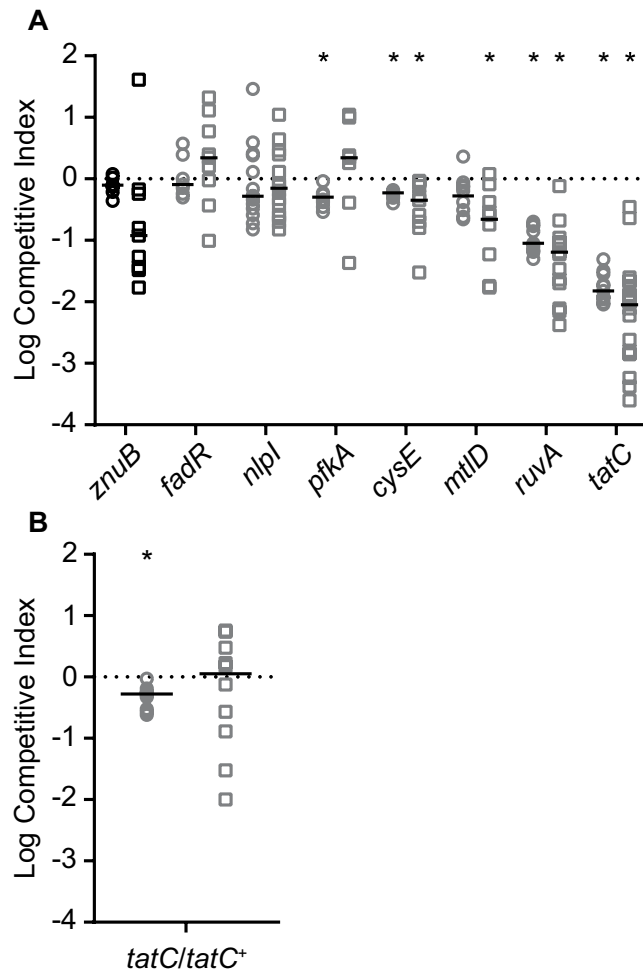 A
2
* * * * * * * *
1
0
-1
-2
-3
-4
Log Competitive Index
znuB fadR nlpI pfkA cysE mtlD ruvA tatC
B
2
*
1
0
-1
-2
-3
-4
Log Competitive Index
tatC/tatC⁺